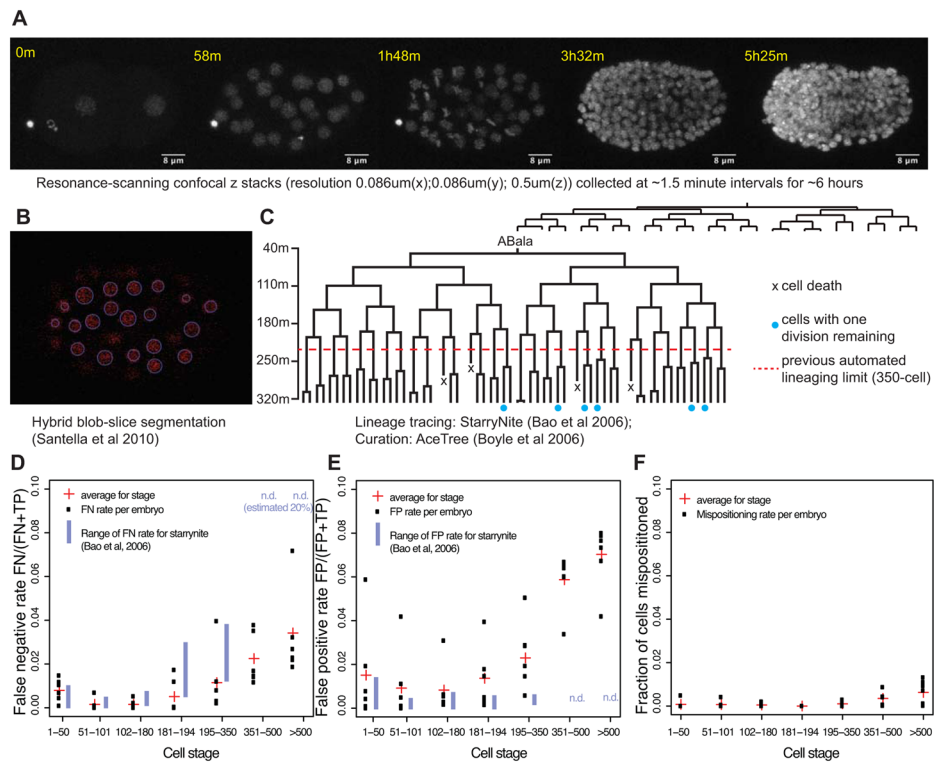 A
0m
58m
1h48m
3h32m
5h25m
8 µm
8 µm
8 µm
8 µm
8 µm
Resonance-scanning confocal z stacks (resolution 0.086um(x);0.086um(y); 0.5um(z)) collected at ~1.5 minute intervals for ~6 hours
B
Hybrid blob-slice segmentation
(Santella et al 2010)
C
ABala
40m
110m
180m
250m
320m
x
x
x
x
x cell death
cells with one
division remaining
previous automated
lineaging limit (350-cell)
Lineage tracing: StarryNite (Bao et al 2006);
Curation: AceTree (Boyle et al 2006)
D
False negative rate FN/(FN+TP)
0.00
0.02
0.04
0.06
0.08
0.10
average for stage
FN rate per embryo
Range of FN rate for starrynite
(Bao et al, 2006)
n.d. n.d.
(estimated 20%)
1–50 51–101 102–180 181–194 195–350 351–500 >500
Cell stage
E
False positive rate FP/(FP+TP)
0.00
0.02
0.04
0.06
0.08
0.10
average for stage
FP rate per embryo
Range of FP rate for starrynite
(Bao et al, 2006)
n.d. n.d.
1–50 51–101 102–180 181–194 195–350 351–500 >500
Cell stage
F
Fraction of cells misposititoned
0.00
0.02
0.04
0.06
0.08
0.10
average for stage
Mispositioning rate per embryo
1–50 51–101 102–180 181–194 195–350 351–500 >500
Cell stage